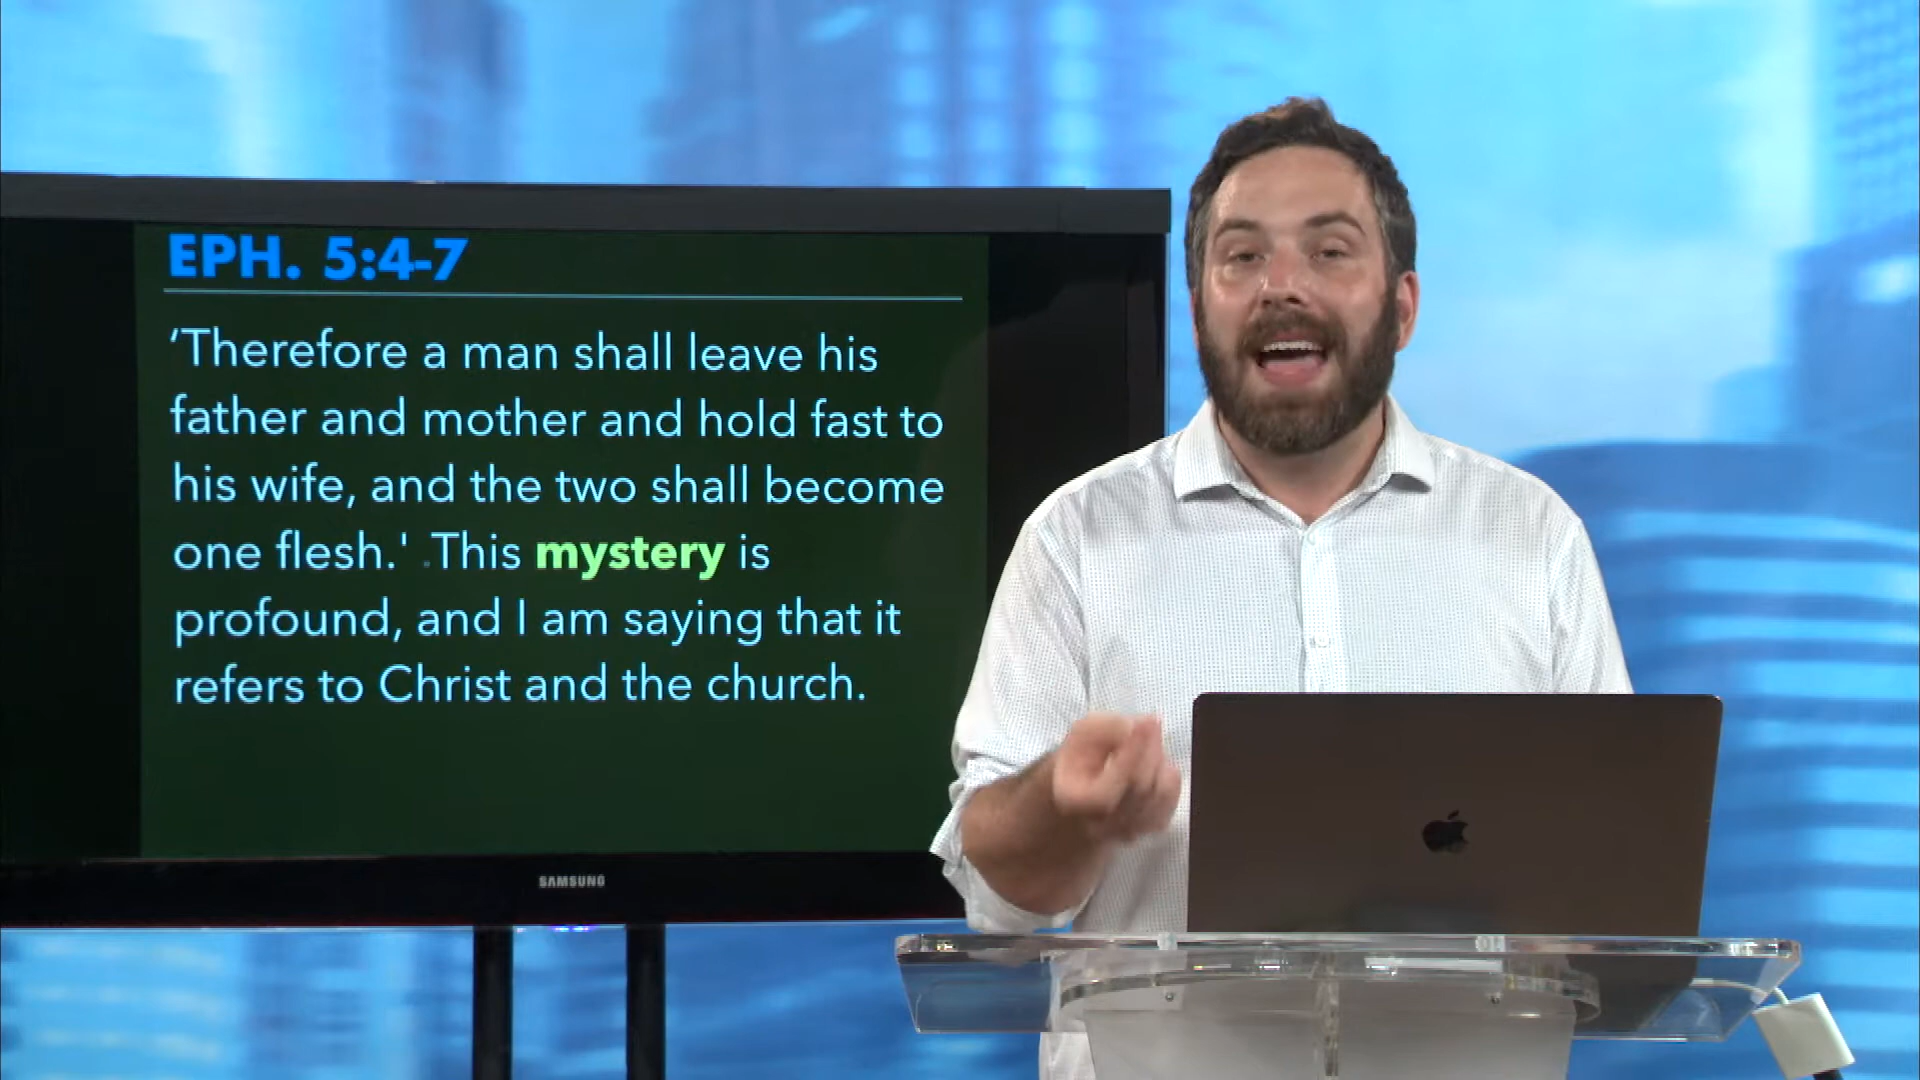 EPH. 5:4-7
‘Therefore a man shall leave his
father and mother and hold fast to
his wife, and the two shall become
one flesh.' .This mystery is
profound, and I am saying that it
refers to Christ and the church.
SAMSUNG